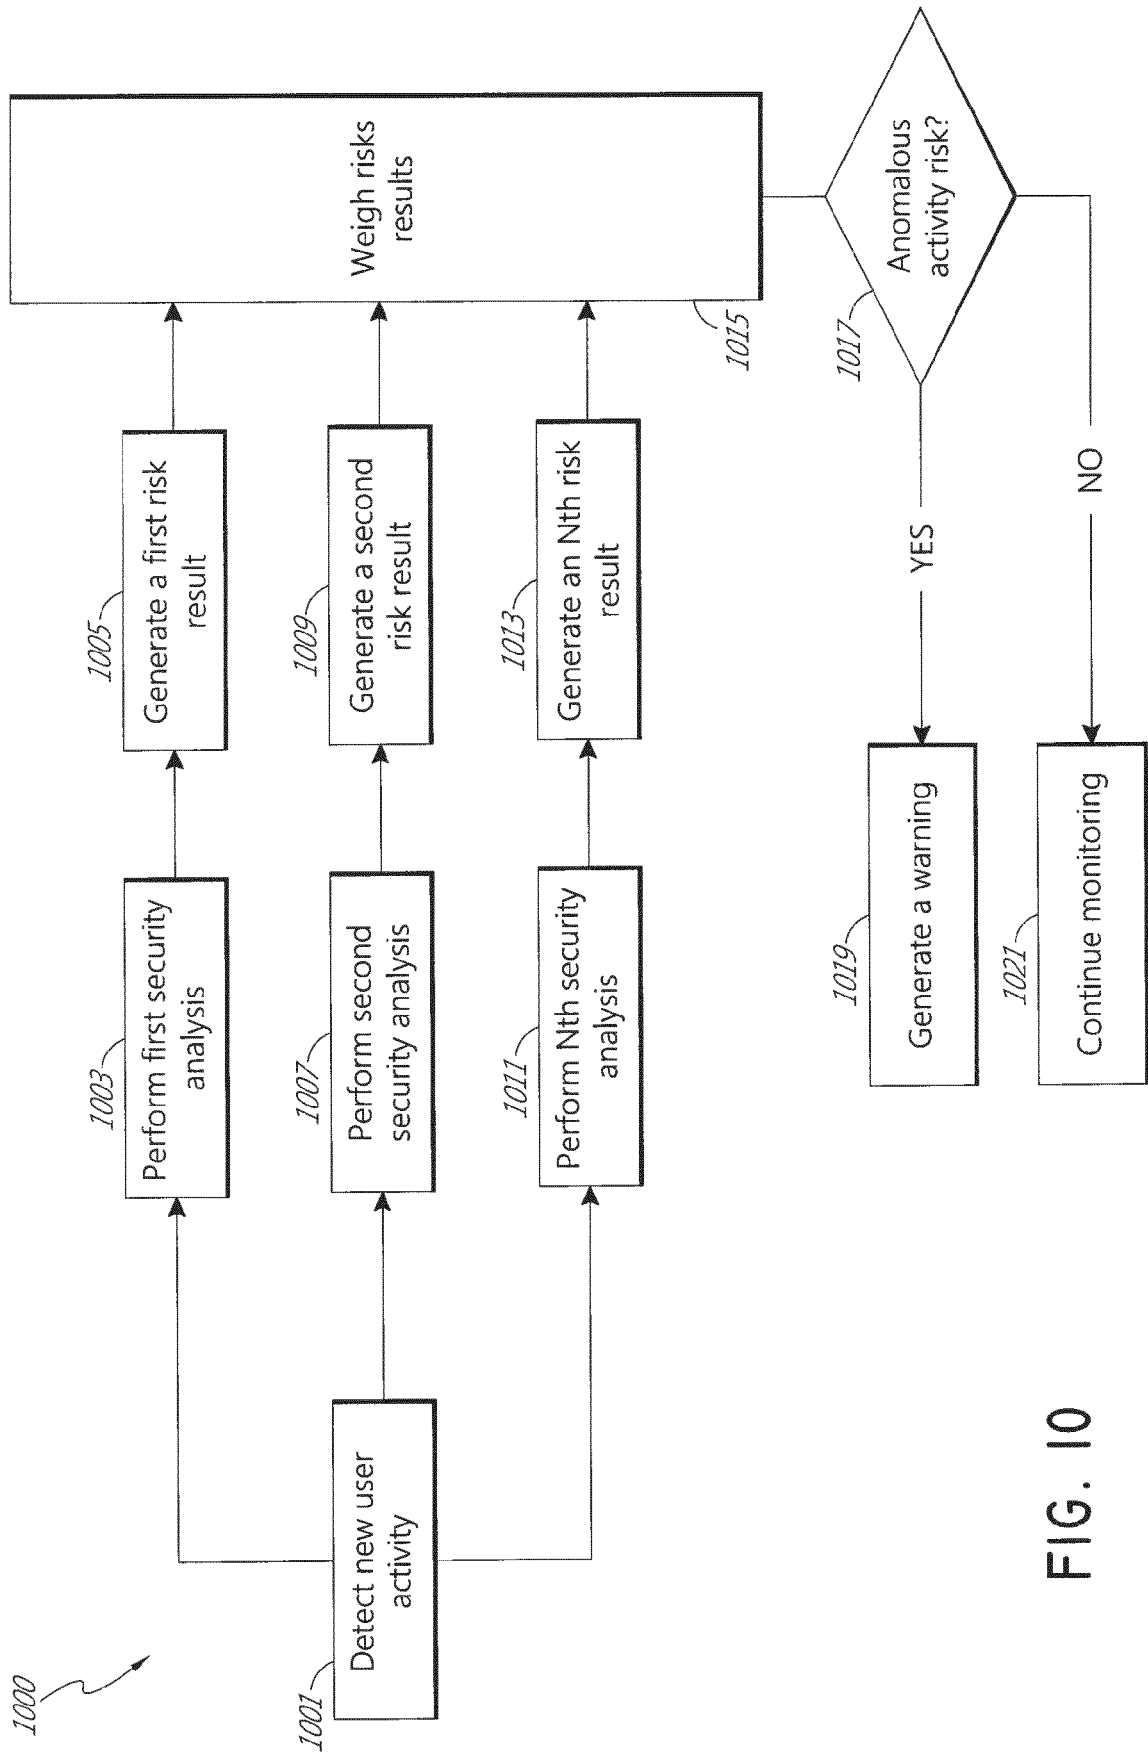 1000
1001
Detect new user
activity
1003
Perform first security
analysis
1005
Generate a first risk
result
1007
Perform second
security analysis
1009
Generate a second
risk result
1011
Perform Nth security
analysis
1013
Generate an Nth risk
result
Weigh risks
results
1015
1017
Anomalous
activity risk?
YES
NO
1019
Generate a warning
1021
Continue monitoring
FIG. 10